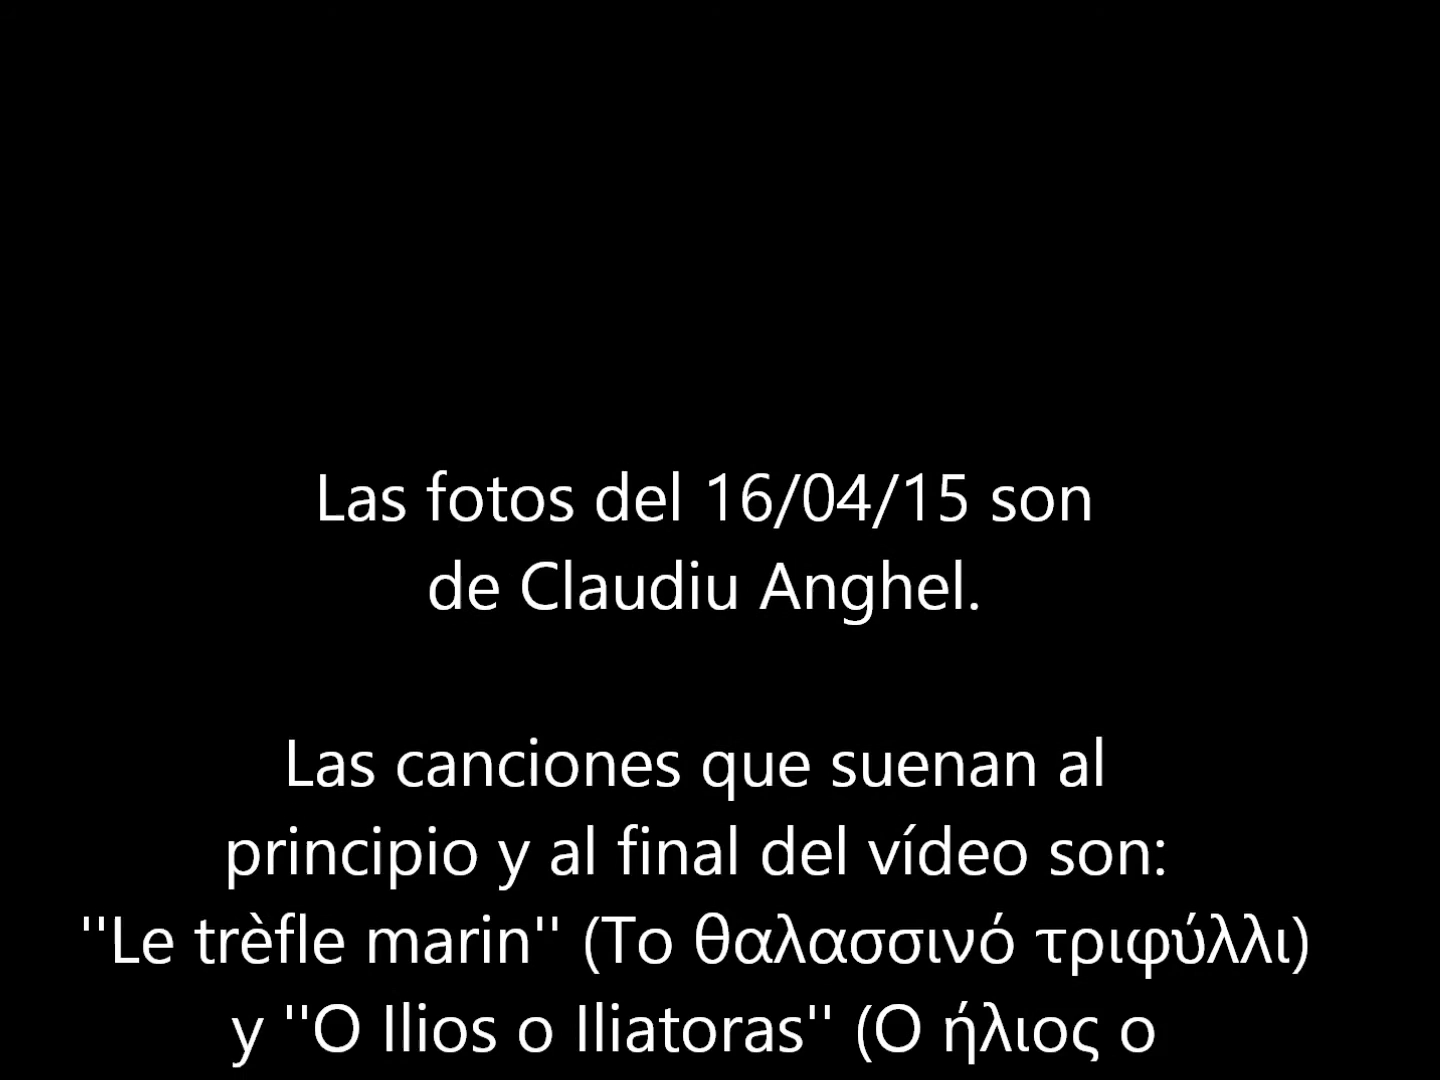 Las fotos del 16/04/15 son
de Claudiu Anghel.
Las canciones que suenan al
principio y al final del vídeo son:
''Le trèfle marin'' (Το θαλασσινό τριφύλλι)
y ''O Ilios o Iliatoras'' (Ο ήλιος ο